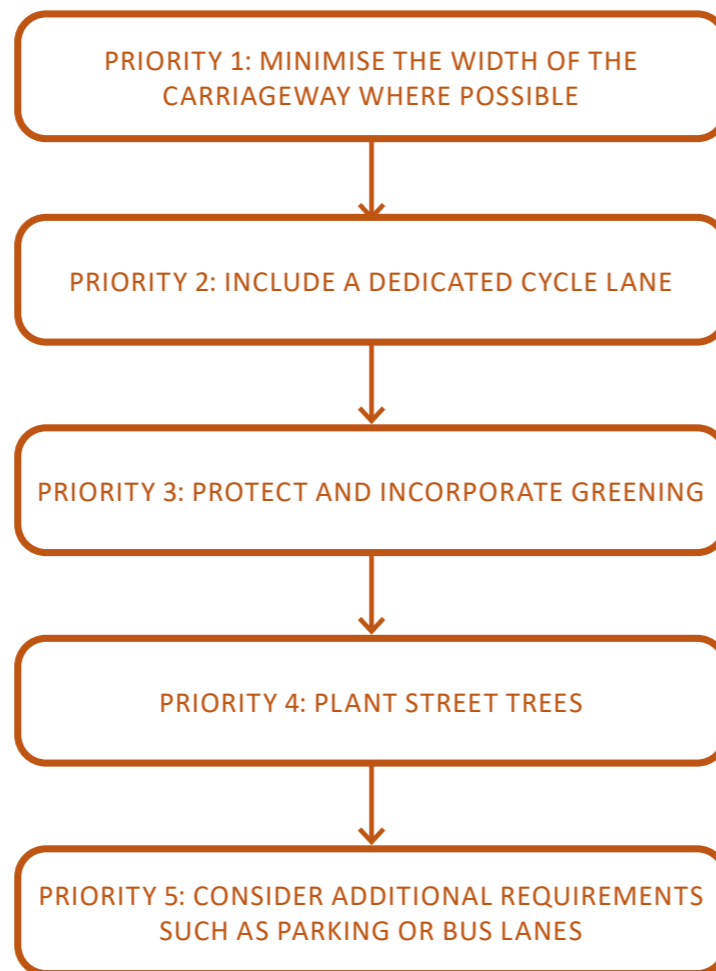 PRIORITY 1: MINIMISE THE WIDTH OF THE
CARRIAGEWAY WHERE POSSIBLE
PRIORITY 2: INCLUDE A DEDICATED CYCLE LANE
PRIORITY 3: PROTECT AND INCORPORATE GREENING
PRIORITY 4: PLANT STREET TREES
PRIORITY 5: CONSIDER ADDITIONAL REQUIREMENTS
SUCH AS PARKING OR BUS LANES